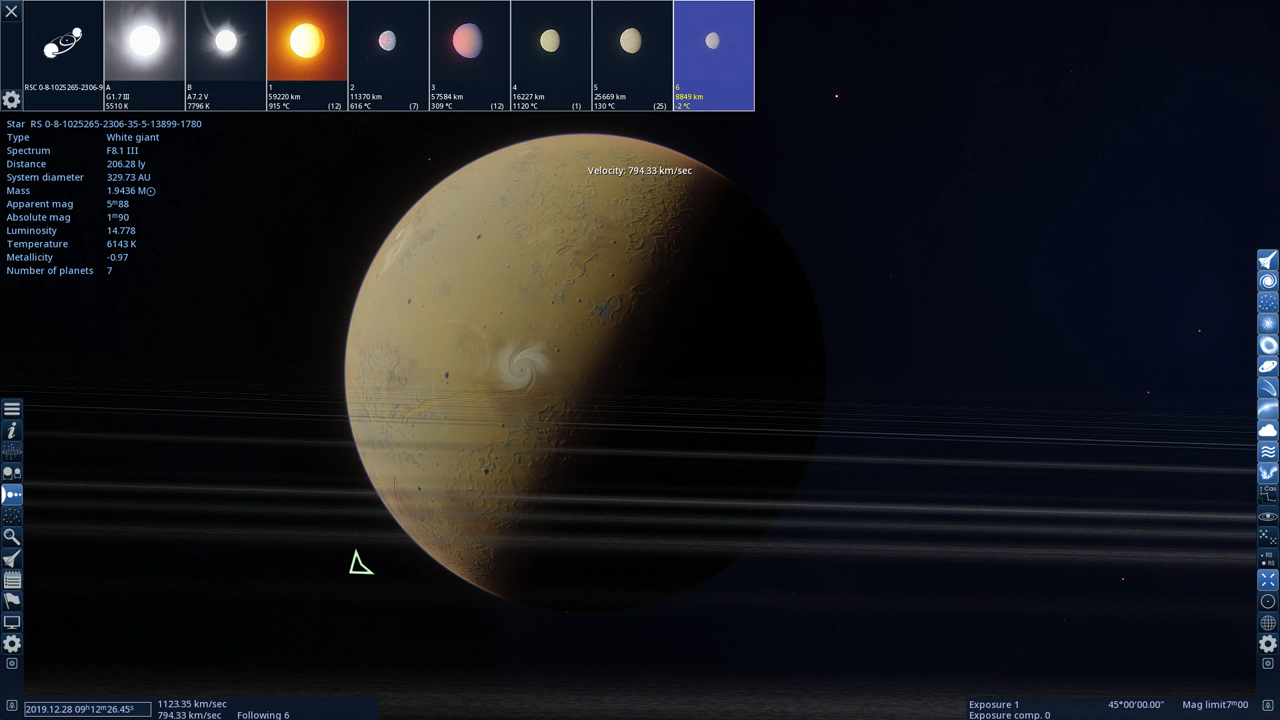 RSC 0-8-1025265-2306-9
A
G1.7 III
5510 K
B
A7.2 V
7796 K
1
59220 km
915 °C (12)
2
11370 km
616 °C (7)
3
57584 km
309 °C (12)
4
16227 km
1120 °C (1)
5
25669 km
130 °C (25)
6
8849 km
-2 °C
Star RS 0-8-1025265-2306-35-5-13899-1780
Type White giant
Spectrum F8.1 III
Distance 206.28 ly
System diameter 329.73 AU
Mass 1.9436 M☉
Apparent mag 5ᵐ88
Absolute mag 1ᵐ90
Luminosity 14.778
Temperature 6143 K
Metallicity -0.97
Number of planets 7
Velocity: 794.33 km/sec
Con
RS
RS
2019.12.28 09ʰ12ᵐ26.45ˢ
1123.35 km/sec
794.33 km/sec Following 6
Exposure 1 45°00′00.00″ Mag limit7ᵐ00
Exposure comp. 0